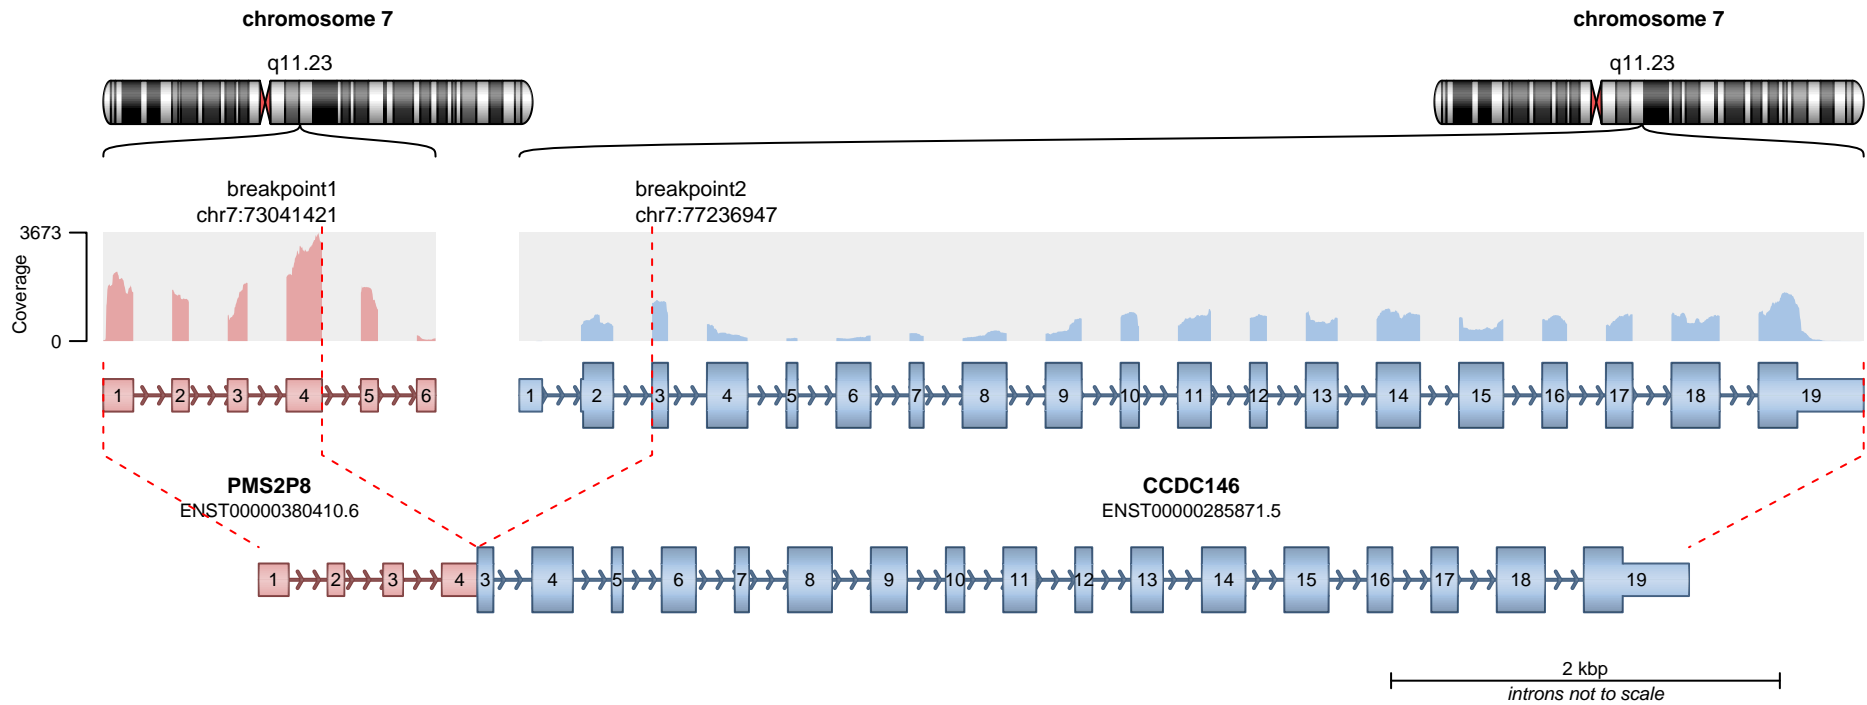 chromosome 7
chromosome 7
q11.23
q11.23
breakpoint1
chr7:73041421
breakpoint2
chr7:77236947
3673
Coverage
0
1 2 3 4 5 6
1 2 3 4 5 6 7 8 9 10 11 12 13 14 15 16 17 18 19
PMS2P8
ENST00000380410.6
CCDC146
ENST00000285871.5
1 2 3 4 3 4 5 6 7 8 9 10 11 12 13 14 15 16 17 18 19
2 kbp
introns not to scale